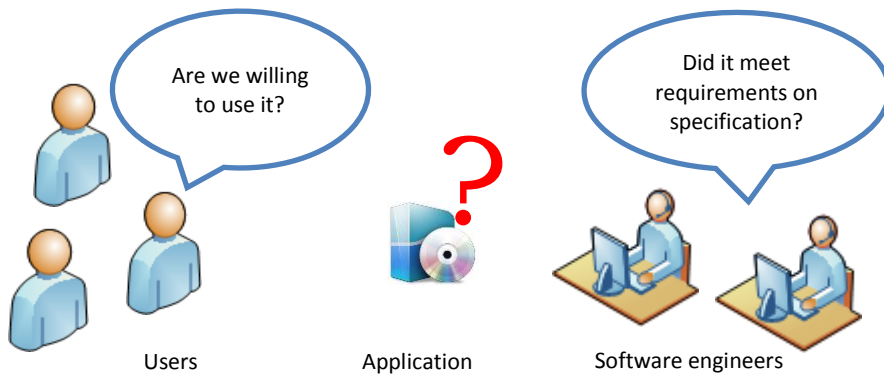 Are we willing
to use it?
Did it meet
requirements on
specification?
?
Users
Application
Software engineers